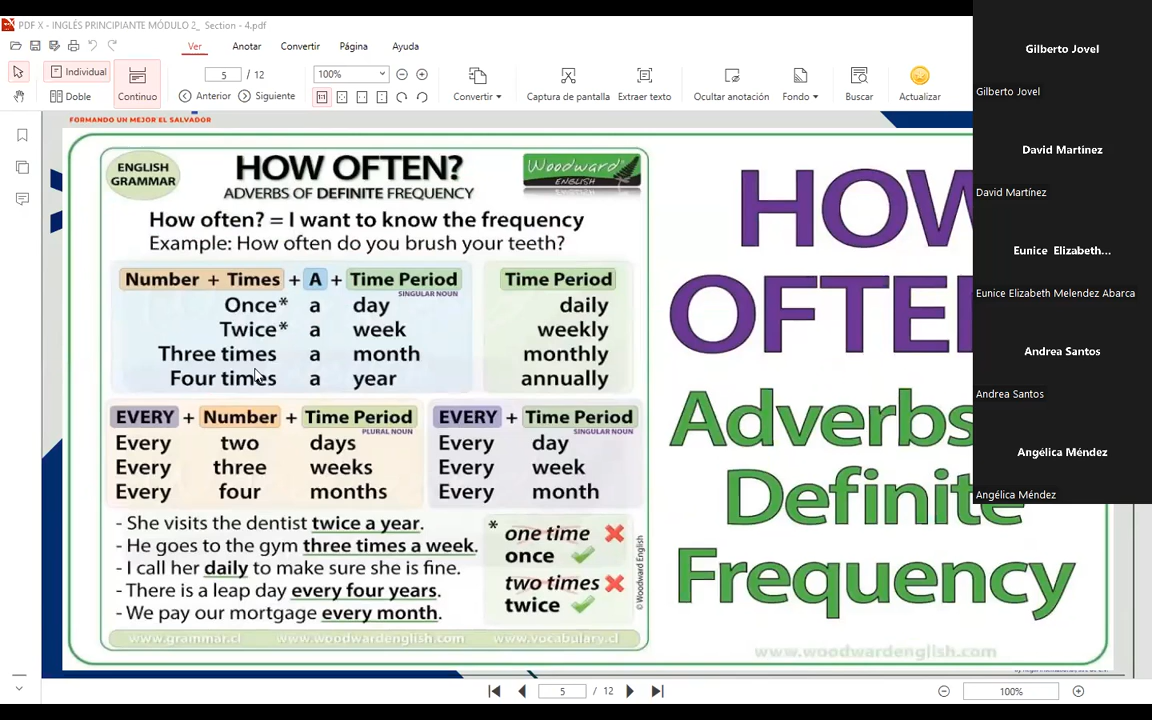 PDF X - INGLÉS PRINCIPIANTE MÓDULO 2_ Section - 4.pdf
Ver Anotar Convertir Página Ayuda
Individual
Doble
Continuo
5 / 12
Anterior Siguiente
100%
Convertir
Captura de pantalla
Extraer texto
Ocultar anotación
Fondo
Buscar
Actualizar
FORMANDO UN MEJOR EL SALVADOR
ENGLISH
GRAMMAR
HOW OFTEN?
ADVERBS OF DEFINITE FREQUENCY
Woodward
ENGLISH
How often? = I want to know the frequency
Example: How often do you brush your teeth?
Number + Times + A + Time Period
SINGULAR NOUN
Once* a day
Twice* a week
Three times a month
Four times a year
Time Period
daily
weekly
monthly
annually
EVERY + Number + Time Period
PLURAL NOUN
Every two days
Every three weeks
Every four months
EVERY + Time Period
SINGULAR NOUN
Every day
Every week
Every month
- She visits the dentist twice a year.
- He goes to the gym three times a week.
- I call her daily to make sure she is fine.
- There is a leap day every four years.
- We pay our mortgage every month.
* one time
once
two times
twice
© Woodward English
www.grammar.cl www.woodwardenglish.com www.vocabulary.cl
HOW
OFTE
Adverbs
Definite
Frequency
www.woodwardenglish.com
Gilberto Jovel
Gilberto Jovel
David Martinez
David Martínez
Eunice Elizabeth...
Eunice Elizabeth Melendez Abarca
Andrea Santos
Andrea Santos
Angélica Méndez
Angélica Méndez
5 / 12
100%